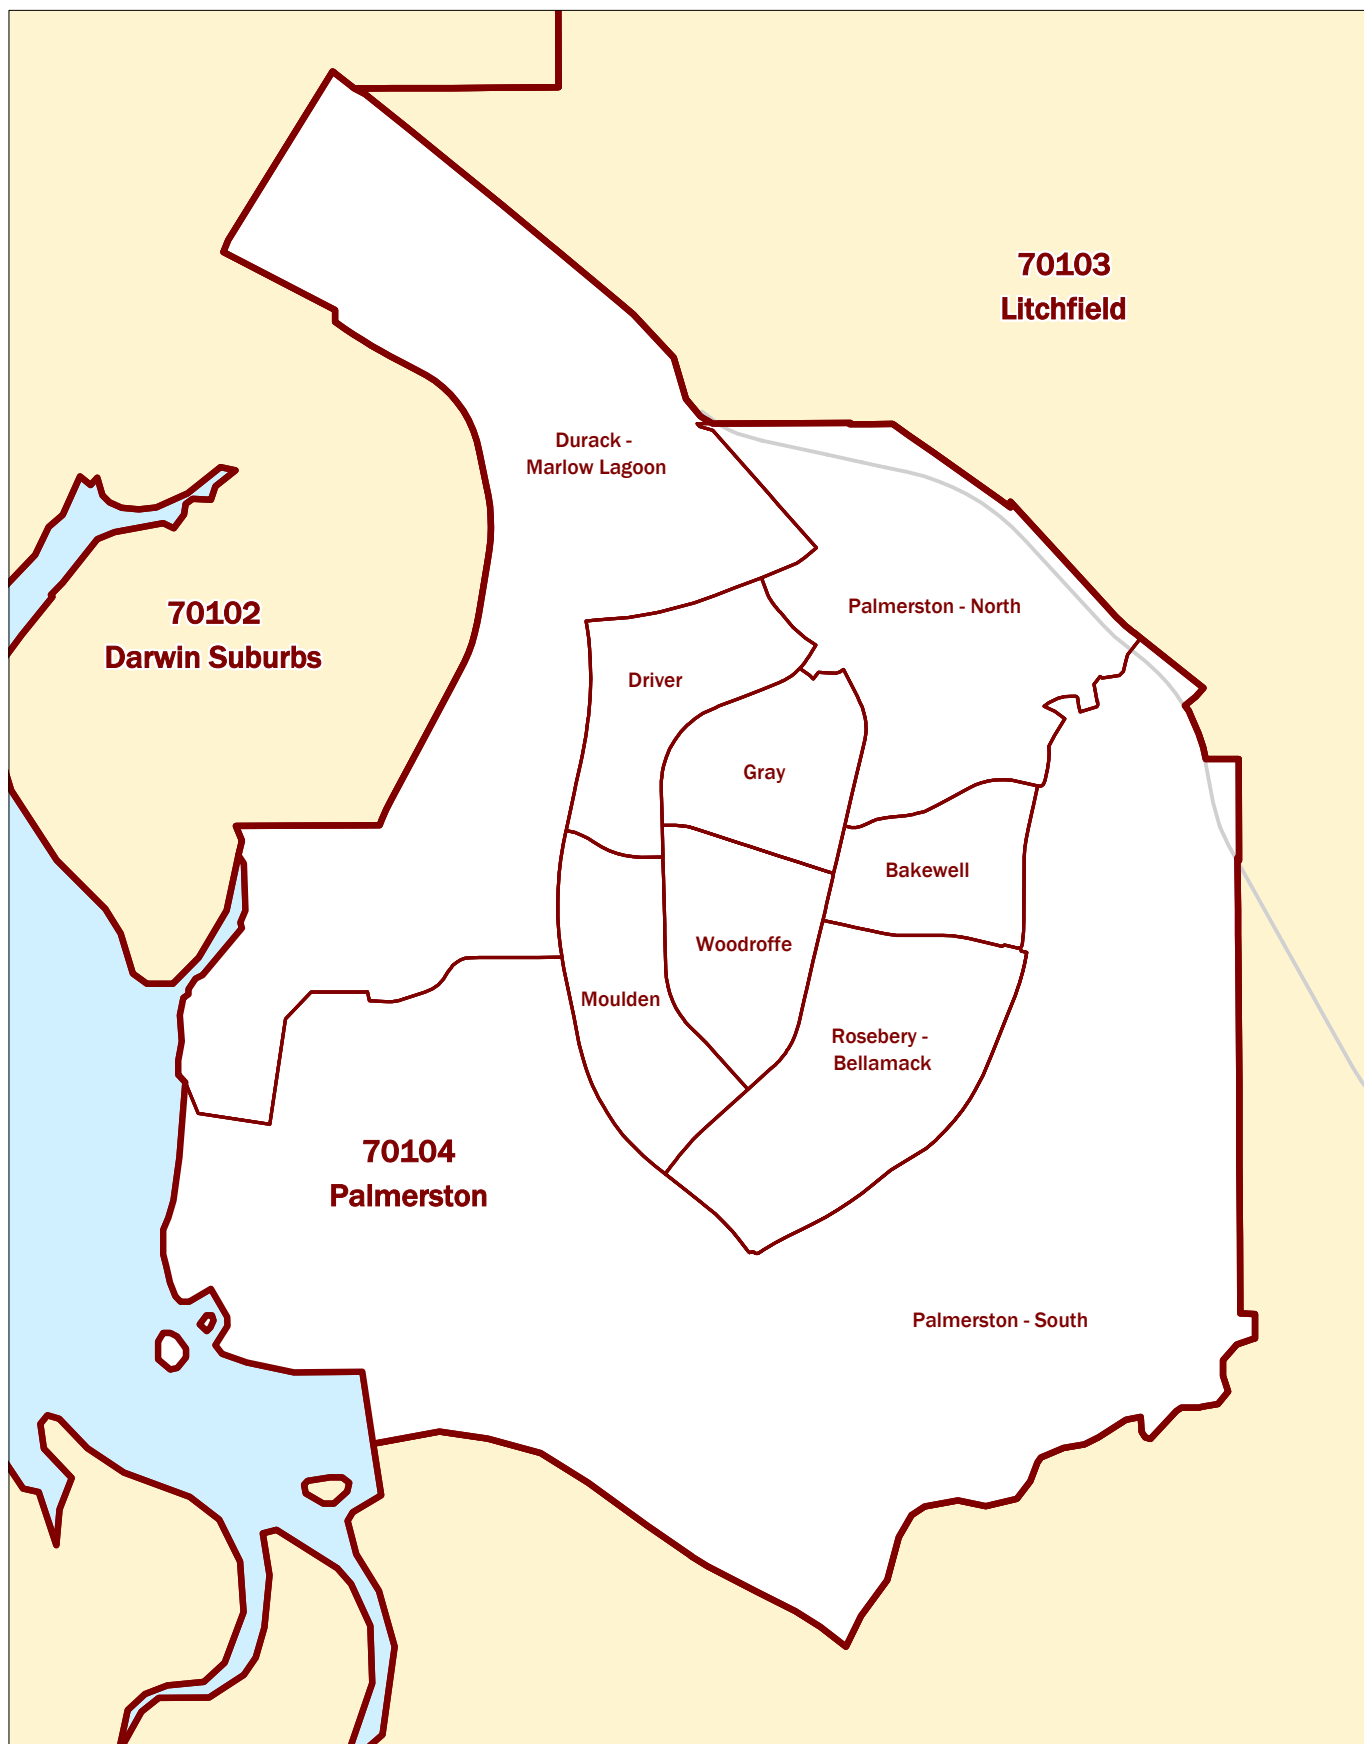 70103
Litchfield
Durack -
Marlow Lagoon
70102
Darwin Suburbs
Palmerston - North
Driver
Gray
Bakewell
Woodroffe
Moulden
Rosebery -
Bellamack
70104
Palmerston
Palmerston - South